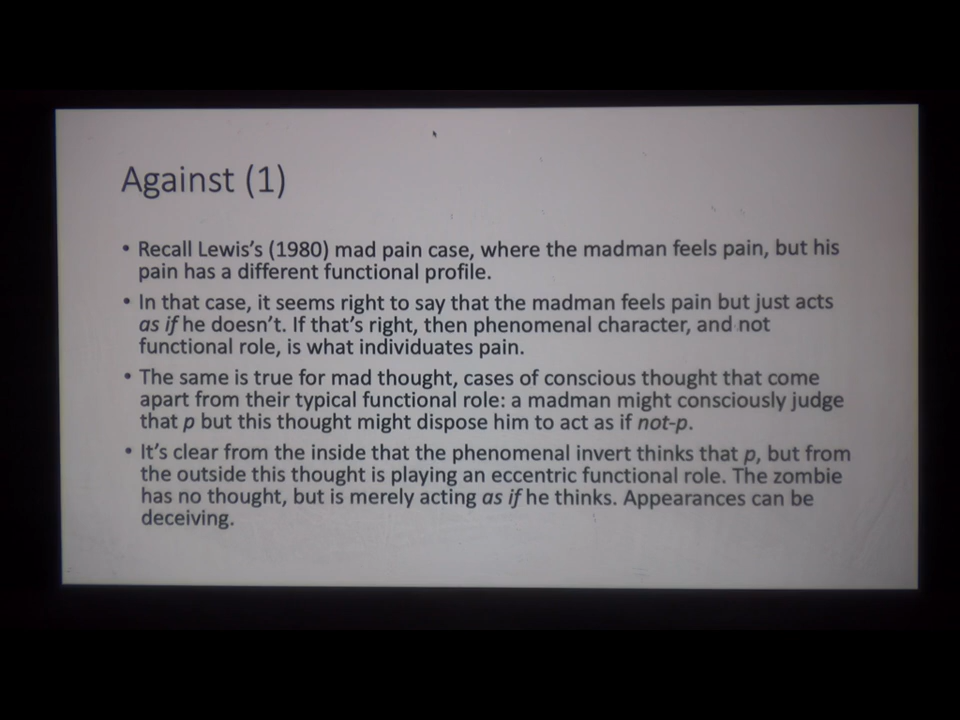 Against (1)
• Recall Lewis's (1980) mad pain case, where the madman feels pain, but his
pain has a different functional profile.
• In that case, it seems right to say that the madman feels pain but just acts
as if he doesn't. If that's right, then phenomenal character, and not
functional role, is what individuates pain.
• The same is true for mad thought, cases of conscious thought that come
apart from their typical functional role: a madman might consciously judge
that p but this thought might dispose him to act as if not-p.
• It's clear from the inside that the phenomenal invert thinks that p, but from
the outside this thought is playing an eccentric functional role. The zombie
has no thought, but is merely acting as if he thinks. Appearances can be
deceiving.